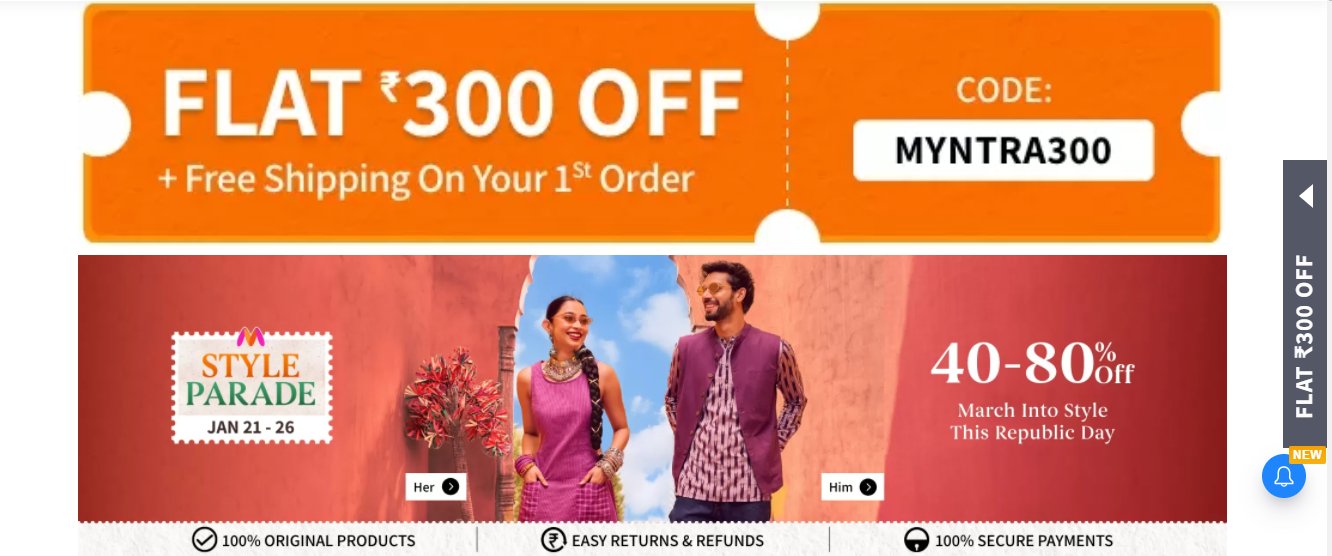 FLAT ₹300 OFF
+ Free Shipping On Your 1St Order
CODE:
MYNTRA300
FLAT ₹300 OFF
STYLE
PARADE
JAN 21 - 26
40-80% Off
March Into Style
This Republic Day
Her
Him
NEW
100% ORIGINAL PRODUCTS
EASY RETURNS & REFUNDS
100% SECURE PAYMENTS